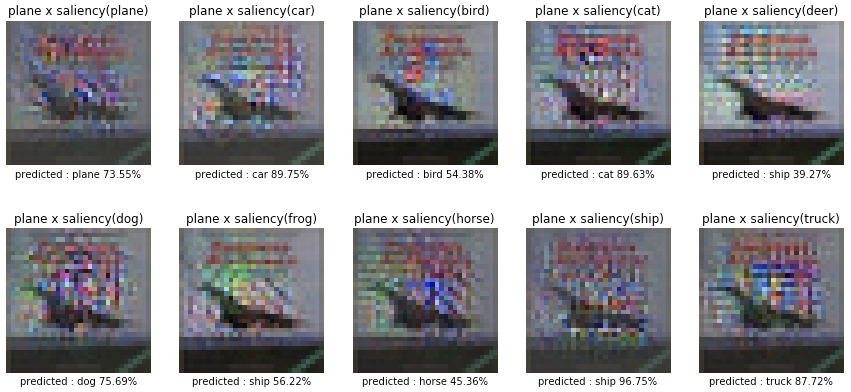 plane x saliency(plane)
plane x saliency(car)
plane x saliency(bird)
plane x saliency(cat)
plane x saliency(deer)
predicted : plane 73.55%
predicted : car 89.75%
predicted : bird 54.38%
predicted : cat 89.63%
predicted : ship 39.27%
plane x saliency(dog)
plane x saliency(frog)
plane x saliency(horse)
plane x saliency(ship)
plane x saliency(truck)
predicted : dog 75.69%
predicted : ship 56.22%
predicted : horse 45.36%
predicted : ship 96.75%
predicted : truck 87.72%